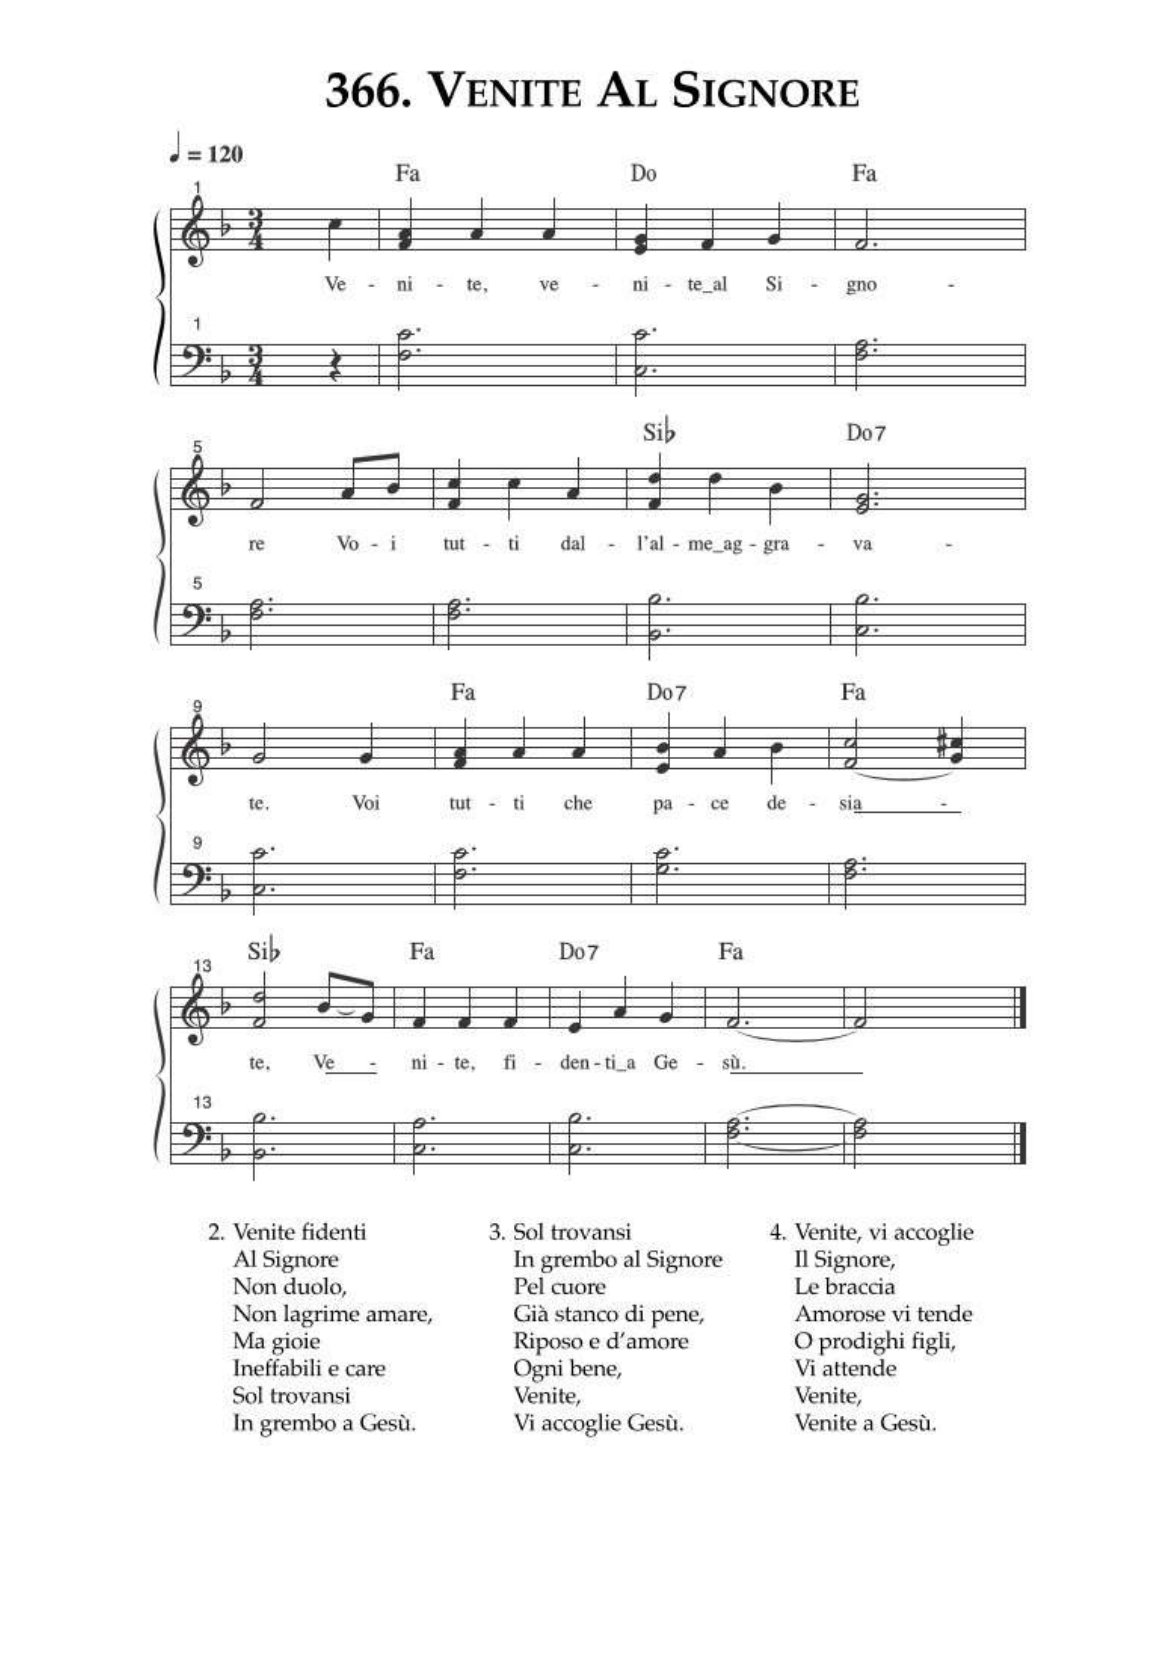 366. VENITE AL SIGNORE
♩ = 120
Fa Do Fa
1
3 4
Ve - ni - te, ve - ni - te_al Si - gno -
1
3 4
Si♭ Do7
5
re Vo - i tut - ti dal - l'al - me_ag - gra - va -
5
Fa Do7 Fa
9
te. Voi tut - ti che pa - ce de - sia -
9
Si♭ Fa Do7 Fa
13
te, Ve - ni - te, fi - den - ti_a Ge - sù.
13
2. Venite fidenti
Al Signore
Non duolo,
Non lagrime amare,
Ma gioie
Ineffabili e care
Sol trovansi
In grembo a Gesù.
3. Sol trovansi
In grembo al Signore
Pel cuore
Già stanco di pene,
Riposo e d'amore
Ogni bene,
Venite,
Vi accoglie Gesù.
4. Venite, vi accoglie
Il Signore,
Le braccia
Amorose vi tende
O prodighi figli,
Vi attende
Venite,
Venite a Gesù.